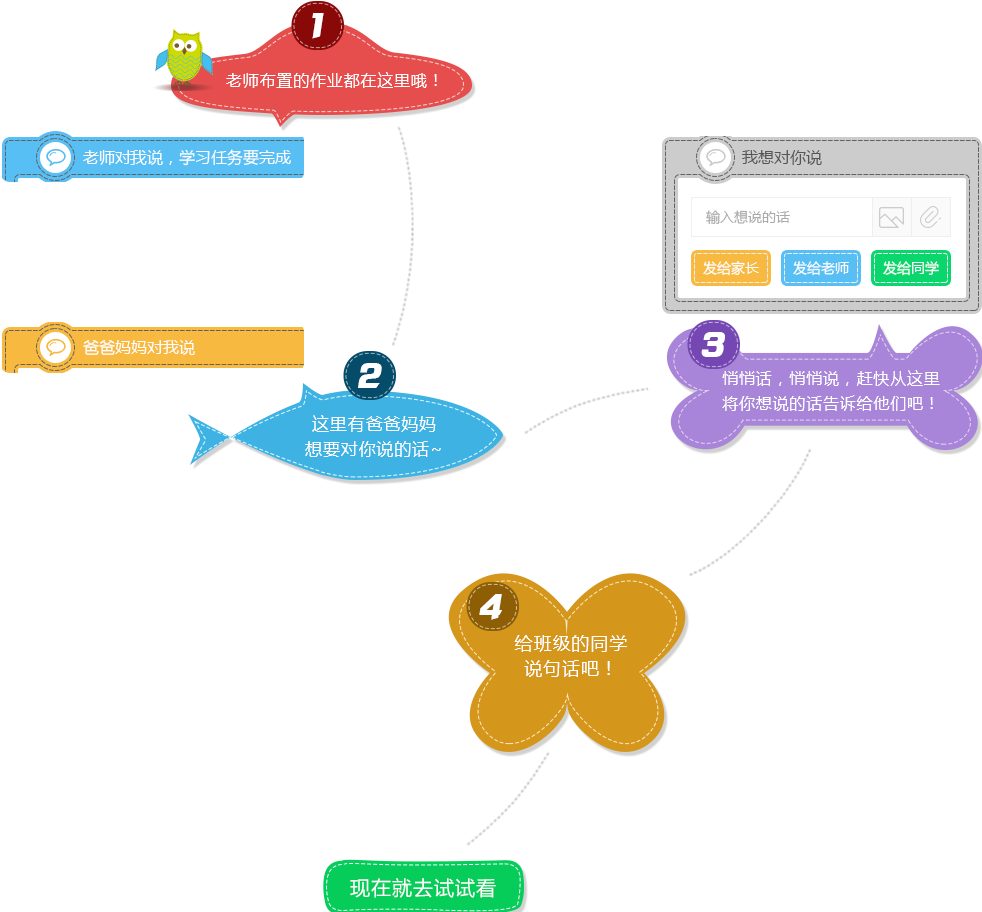 1
老师布置的作业都在这里哦！
老师对我说，学习任务要完成
我想对你说
输入想说的话
发给家长
发给老师
发给同学
爸爸妈妈对我说
2
这里有爸爸妈妈
想要对你说的话~
3
悄悄话，悄悄说，赶快从这里
将你想说的话告诉给他们吧！
4
给班级的同学
说句话吧！
现在就去试试看